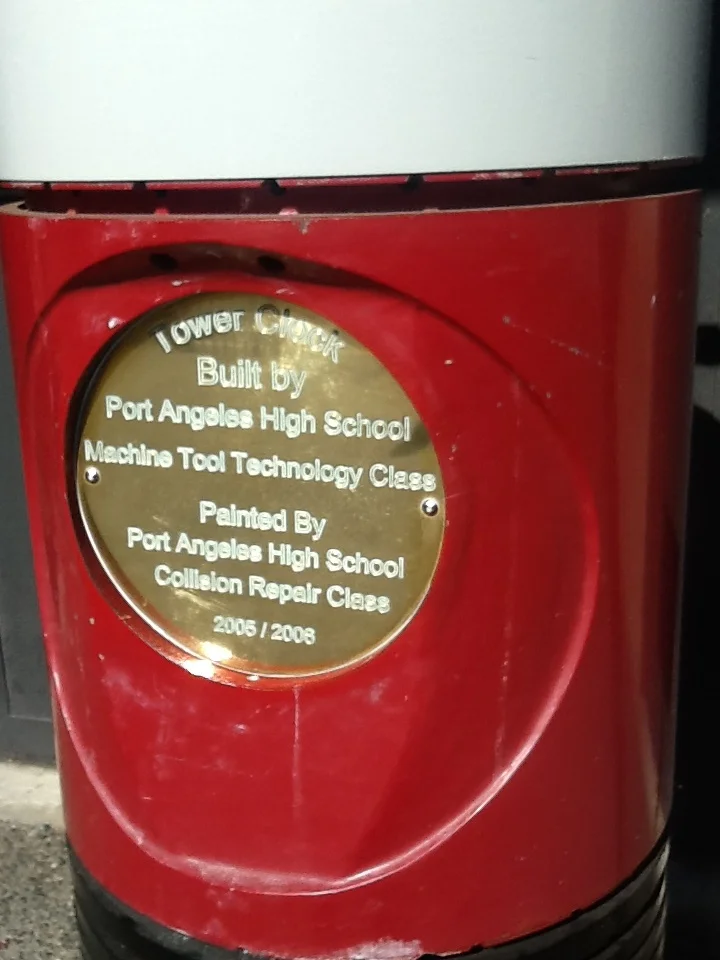 Tower Clock
Built by
Port Angeles High School
Machine Tool Technology Class
Painted By
Port Angeles High School
Collision Repair Class
2005 / 2006